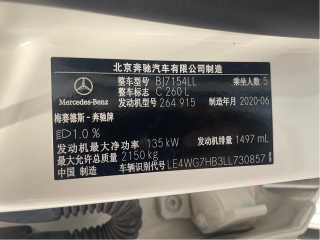 北京奔驰汽车有限公司制造
整车型号 BJ7154LL 乘坐人数 5
整车标志 C 260 L
Mercedes-Benz 发动机型号 264 915 制造年月 2020-06
梅赛德斯-奔驰牌
1.0 %
发动机最大净功率 135 kW 发动机排量 1497 mL
最大允许总质量 2150 kg
中国 制造 车辆识别代号 LE4WG7HB3LL730857